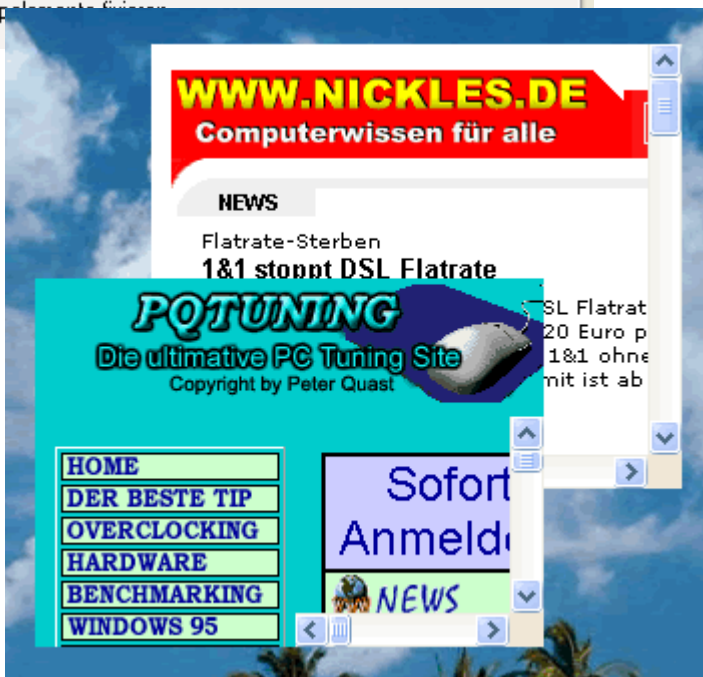 WWW.NICKLES.DE
Computerwissen für alle
NEWS
Flatrate-Sterben
1&1 stoppt DSL Flatrate
SL Flatrat
20 Euro p
1&1 ohne
mit ist ab
PQTUNING
Die ultimative PC Tuning Site
Copyright by Peter Quast
HOME
DER BESTE TIP
OVERCLOCKING
HARDWARE
BENCHMARKING
WINDOWS 95
Sofort
Anmeld
NEWS